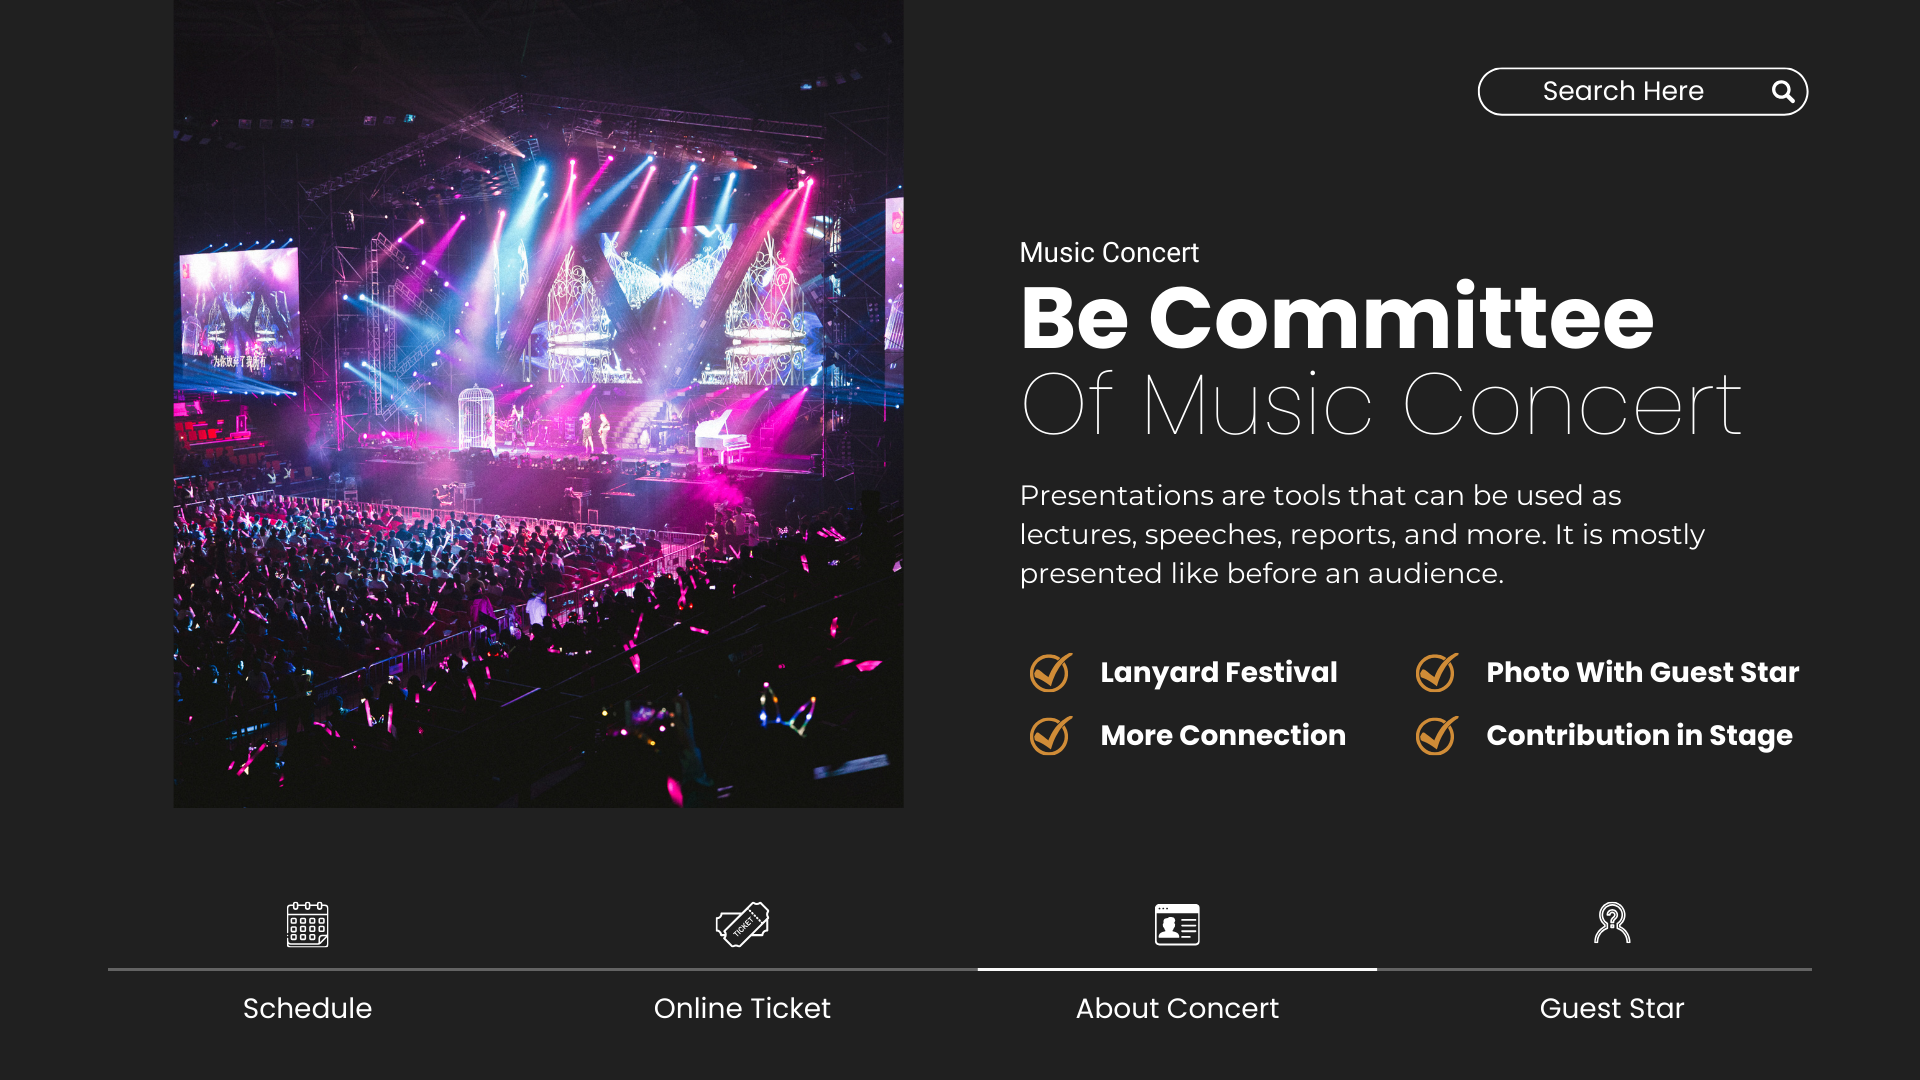 Search Here
Music Concert
Be Committee
Of Music Concert
Presentations are tools that can be used as
lectures, speeches, reports, and more. It is mostly
presented like before an audience.
Lanyard Festival
Photo With Guest Star
More Connection
Contribution in Stage
TICKET
Schedule
Online Ticket
About Concert
Guest Star